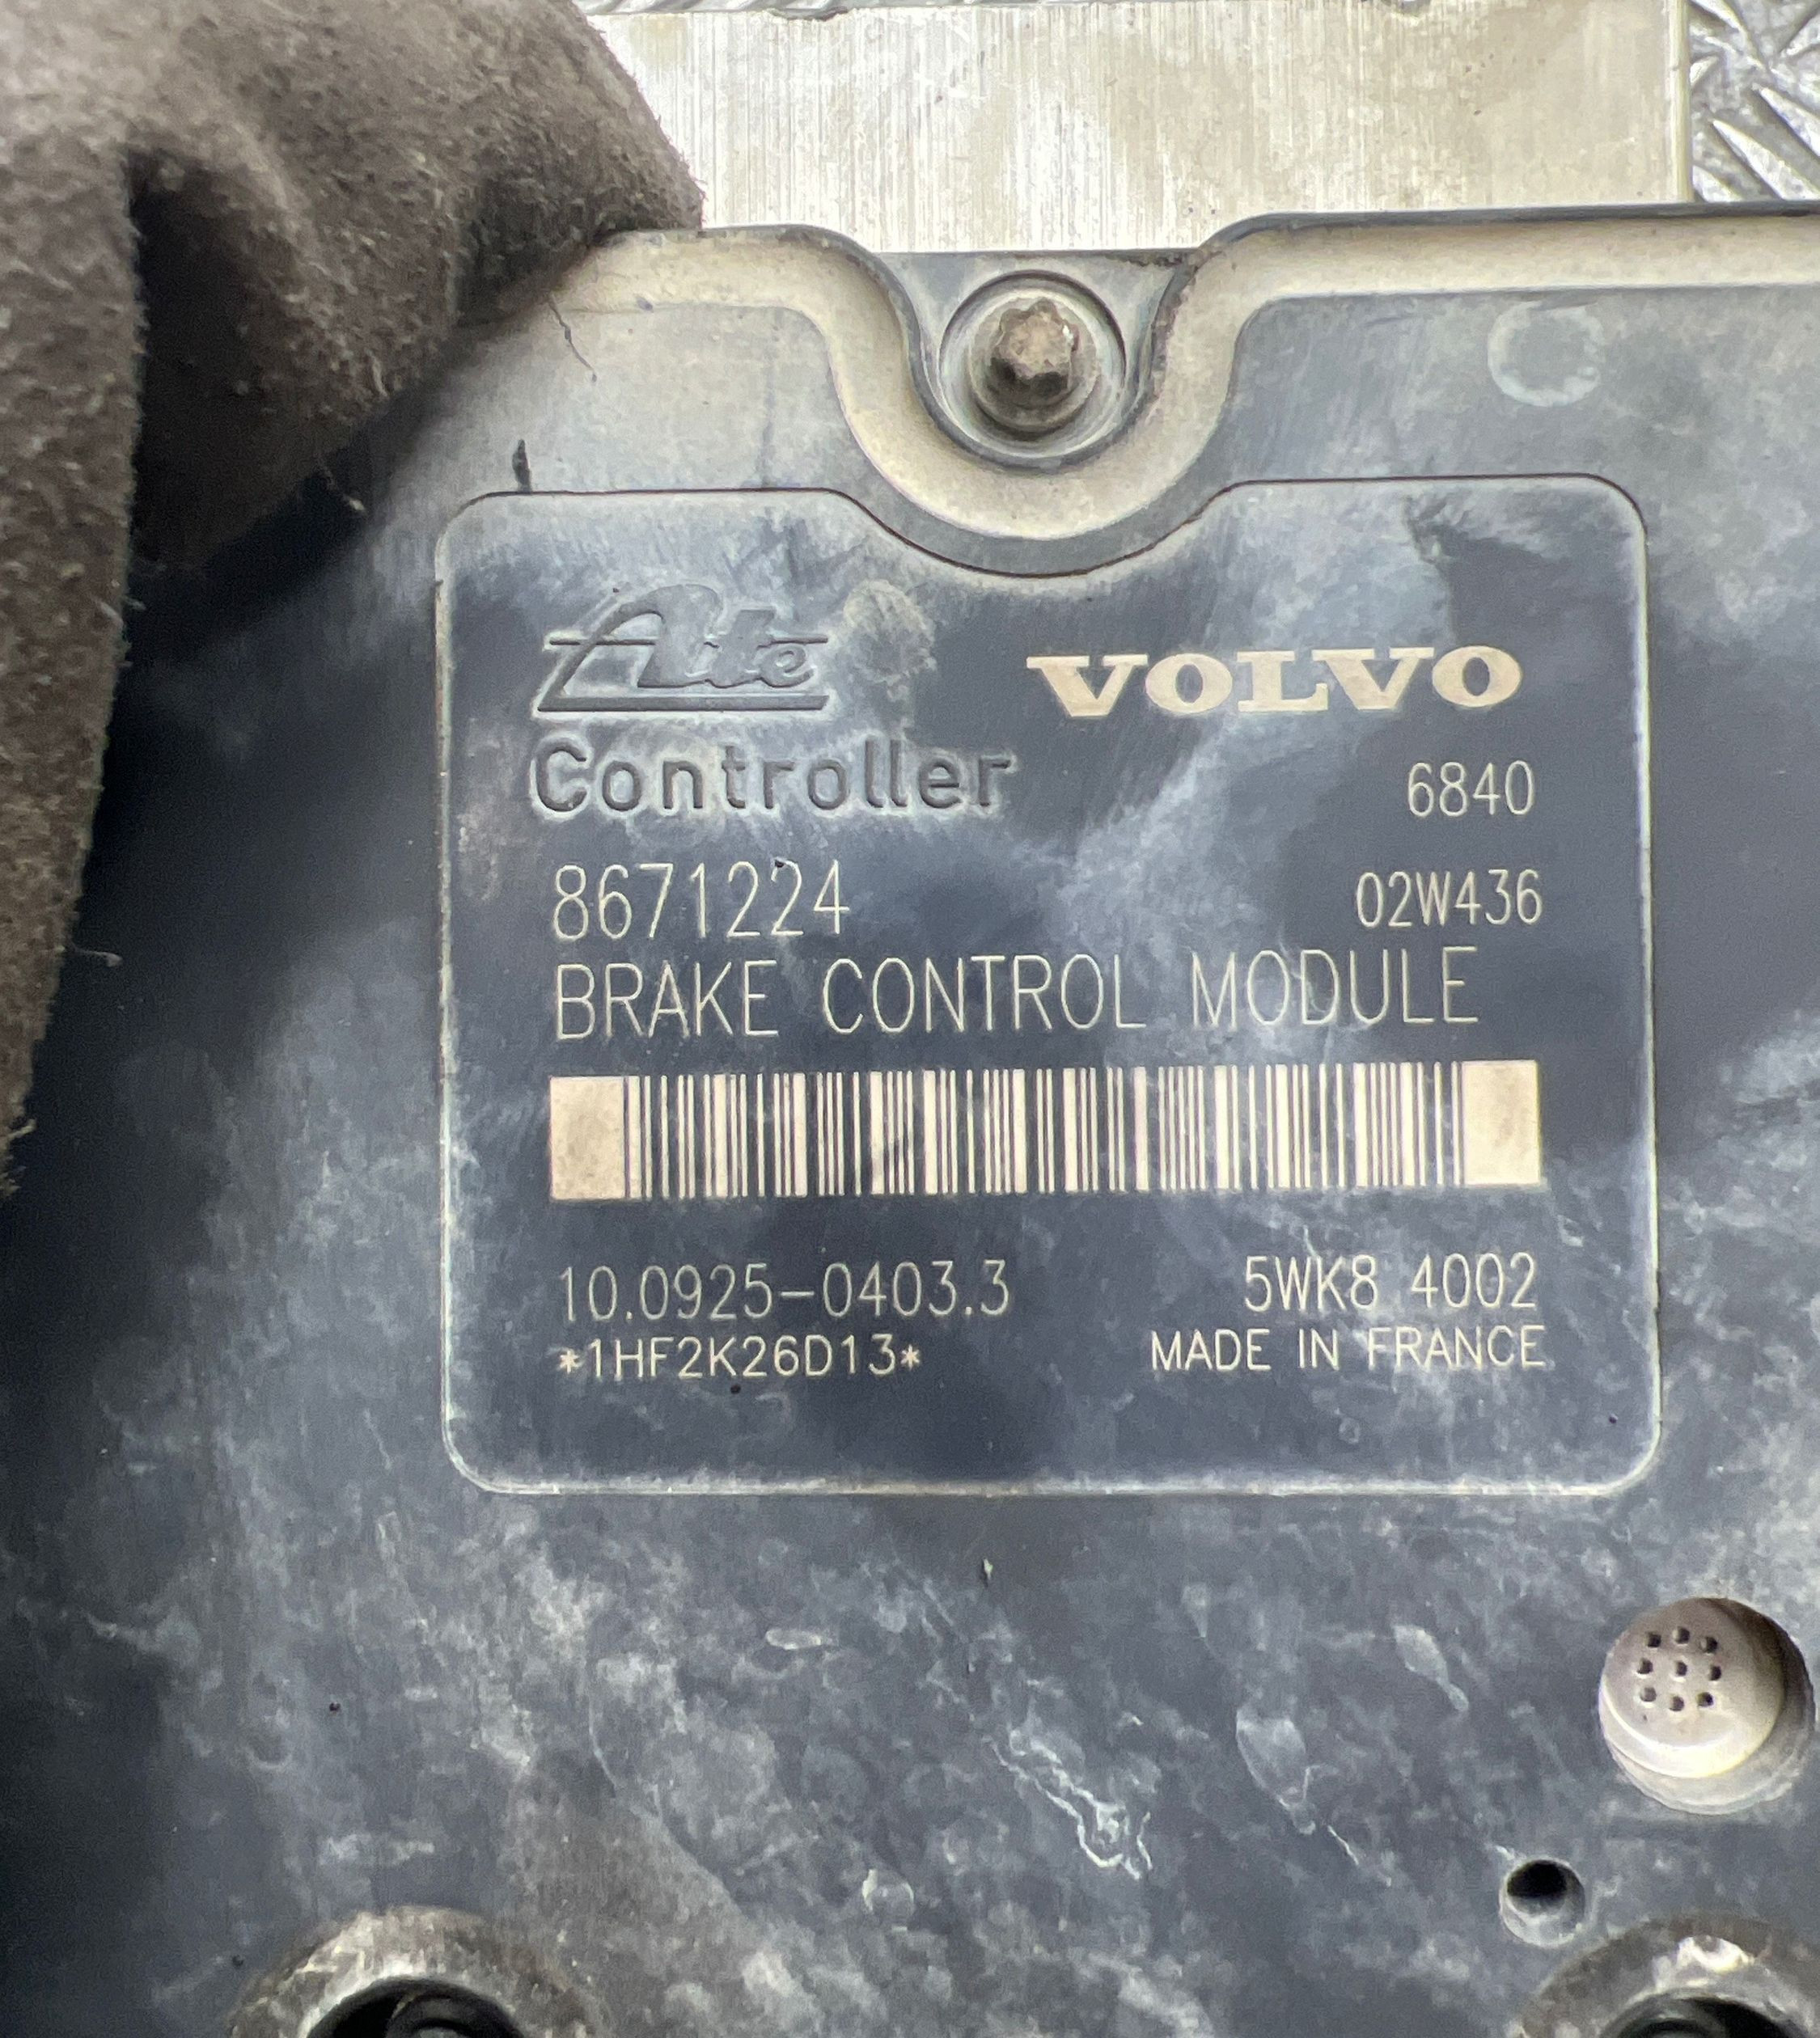 Ate VOLVO
Controller 6840
8671224 02W436
BRAKE CONTROL MODULE
10.0925-0403.3 5WK8 4002
*1HF2K26D13* MADE IN FRANCE